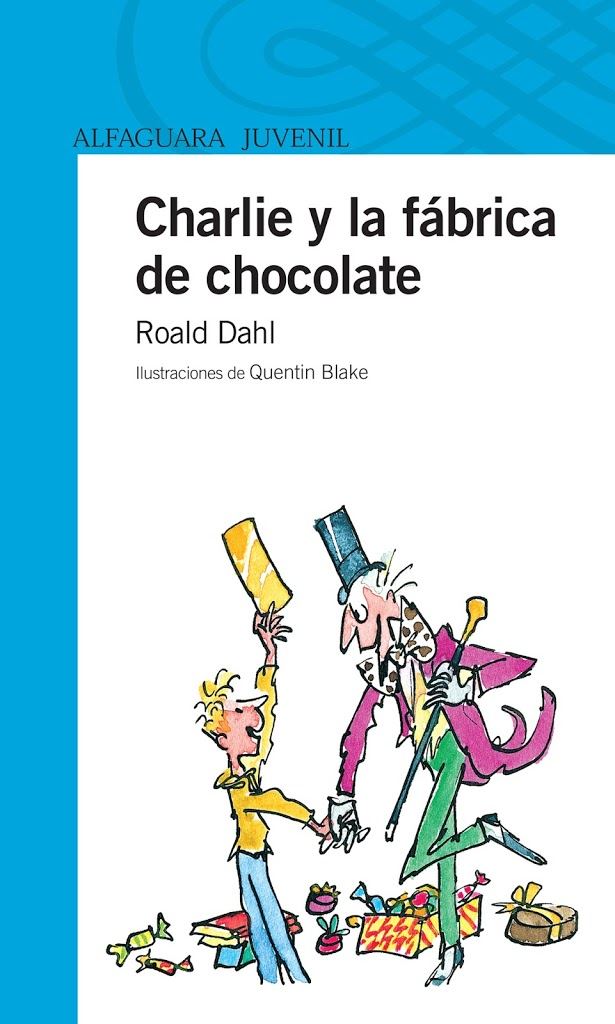 ALFAGUARA JUVENIL
Charlie y la fábrica
de chocolate
Roald Dahl
Ilustraciones de Quentin Blake